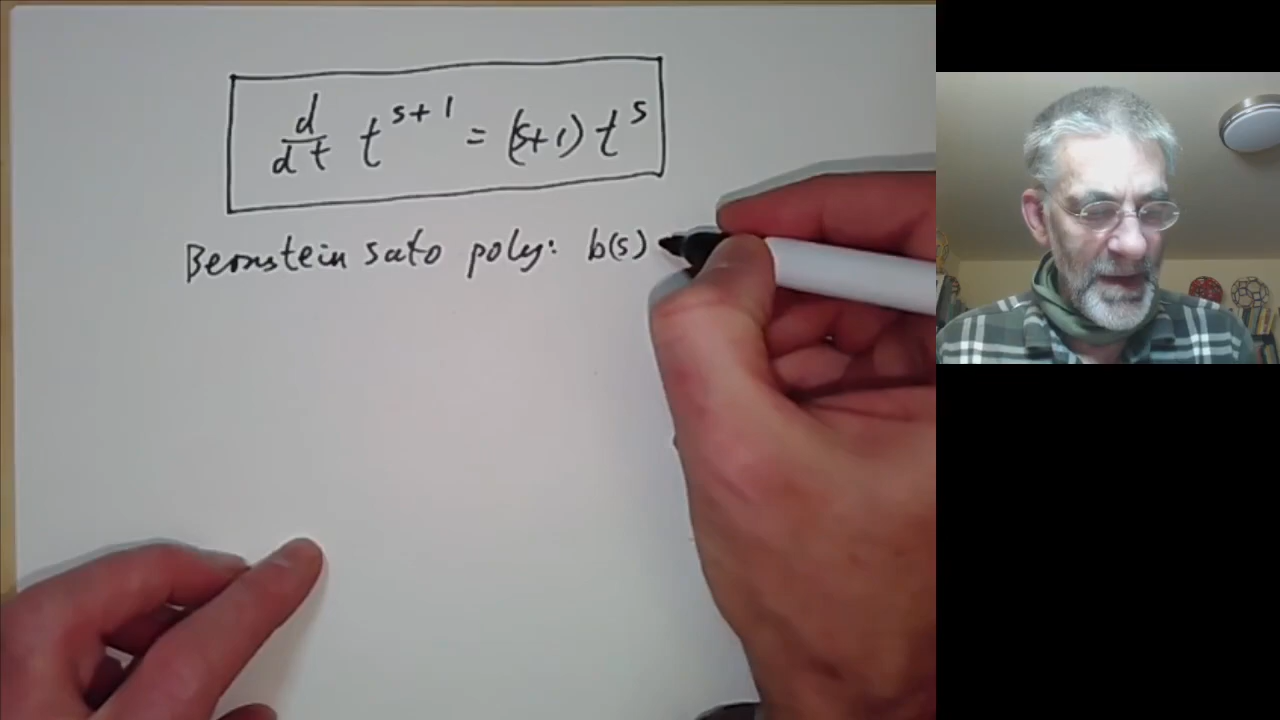 d/dt t^{s+1} = (s+1) t^s
Bernstein sato poly: b(s)